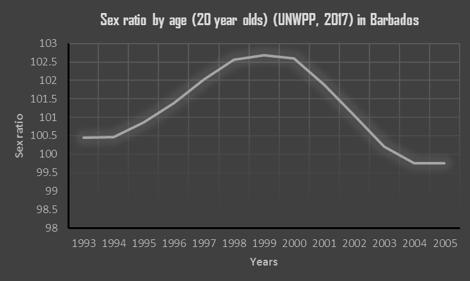 Sex ratio by age (20 year olds) (UNWPP, 2017) in Barbados
103
102.5
102
101.5
101
100.5
100
99.5
99
98.5
98
Sex ratio
1993 1994 1995 1996 1997 1998 1999 2000 2001 2002 2003 2004 2005
Years